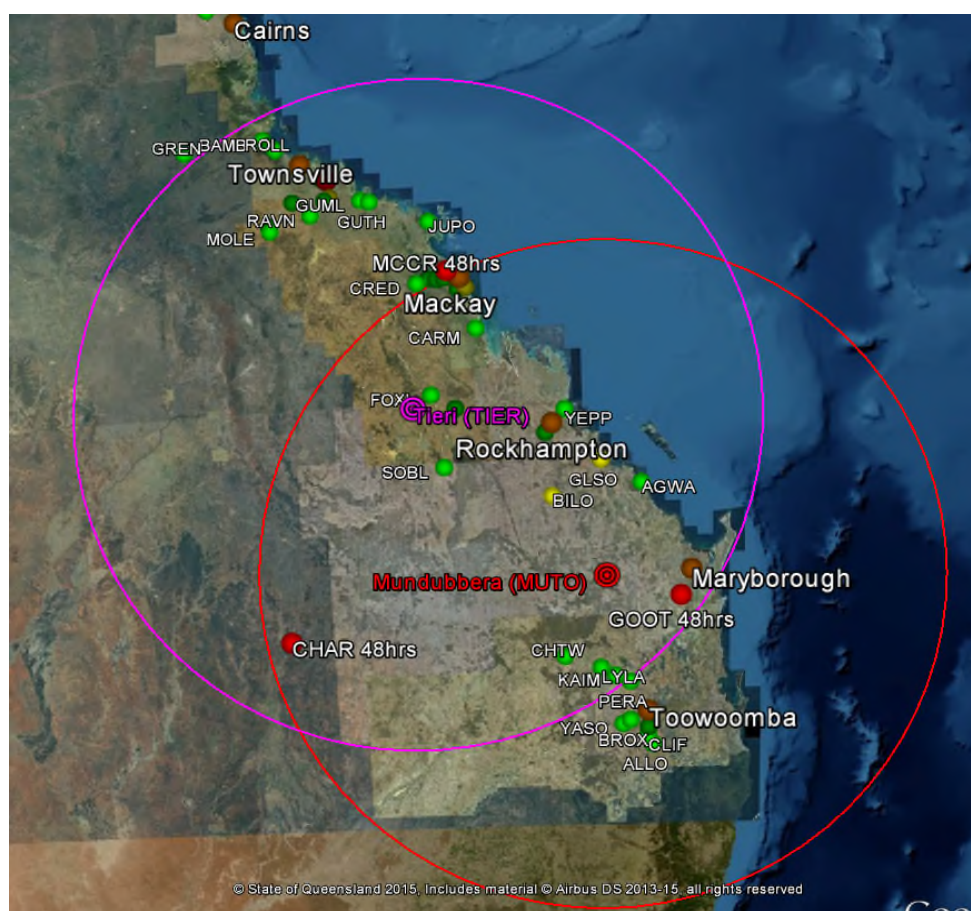 Cairns
GREN
BAMB
ROLL
Townsville
GUML
RAVN
GUTH
MOLE
JUPO
MCCR 48hrs
CRED
Mackay
CARM
Tieri (TIER)
YEPP
Rockhampton
SOBL
GLSO
AGWA
BILO
Mundubbera (MUTO)
Maryborough
GOOT 48hrs
CHAR 48hrs
CHTW
KAIM
LYLA
PERA
Toowoomba
YASO
BROX
CLIF
ALLO
© State of Queensland 2015, Includes material © Airbus DS 2013-15, all rights reserved